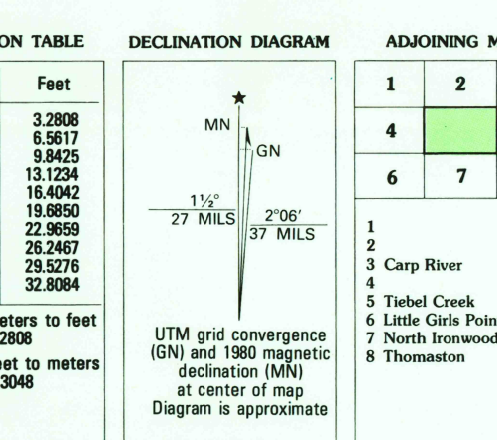 ON TABLE
Feet
3.2808
6.5617
9.8425
13.1234
16.4042
19.6850
22.9659
26.2467
29.5276
32.8084
eters to feet
2808
eet to meters
3048
DECLINATION DIAGRAM
MN
GN
1½°
27 MILS
2°06′
37 MILS
UTM grid convergence
(GN) and 1980 magnetic
declination (MN)
at center of map
Diagram is approximate
ADJOINING M
1 2
4
6 7
1
2
3 Carp River
4
5 Tiebel Creek
6 Little Girls Poin
7 North Ironwood
8 Thomaston